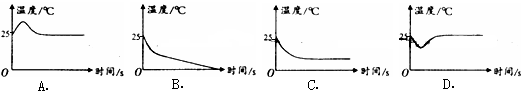 温度/℃ 温度/℃ 温度/℃ 温度/℃
25 25 25 25
O 时间/s O 时间/s O 时间/s O 时间/s
A. B. C. D.